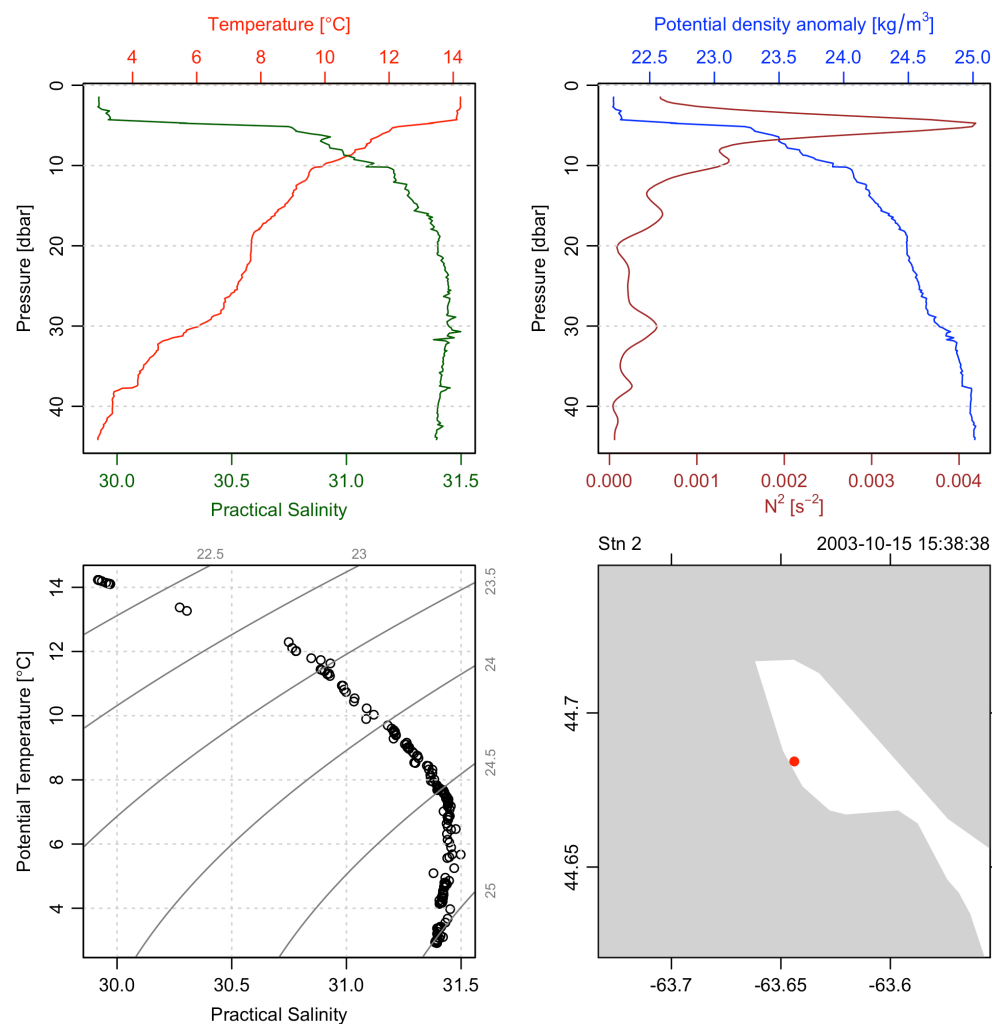 Temperature [°C]
4 6 8 10 12 14
0 10 20 30 40
Pressure [dbar]
30.0 30.5 31.0 31.5
Practical Salinity
Potential density anomaly [kg/m³]
22.5 23.0 23.5 24.0 24.5 25.0
0 10 20 30 40
Pressure [dbar]
0.000 0.001 0.002 0.003 0.004
N² [s⁻²]
22.5 23
23.5
24
24.5
25
14 12 10 8 6 4
Potential Temperature [°C]
30.0 30.5 31.0 31.5
Practical Salinity
Stn 2 2003-10-15 15:38:38
44.7
44.65
-63.7 -63.65 -63.6